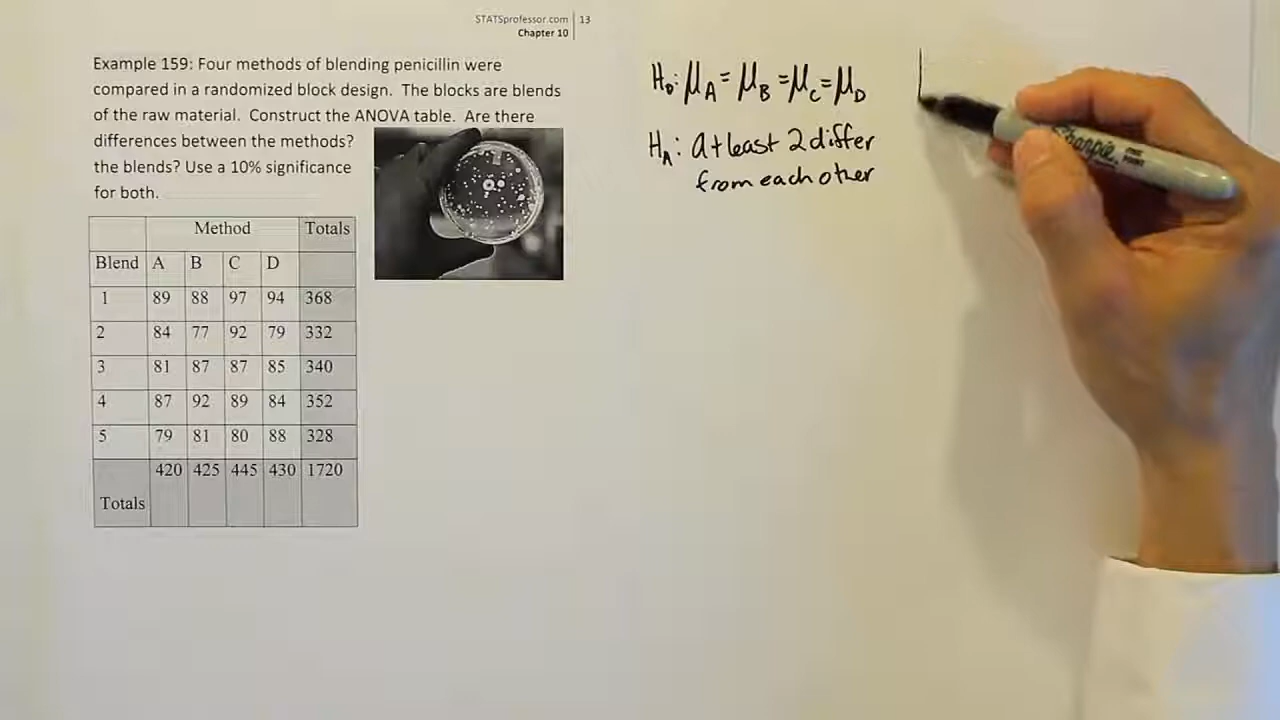 STATSprofessor.com 13
Chapter 10
Example 159: Four methods of blending penicillin were
compared in a randomized block design. The blocks are blends
of the raw material. Construct the ANOVA table. Are there
differences between the methods?
the blends? Use a 10% significance
for both.
Method Totals
Blend A B C D
1 89 88 97 94 368
2 84 77 92 79 332
3 81 87 87 85 340
4 87 92 89 84 352
5 79 81 80 88 328
420 425 445 430 1720
Totals
H₀: μA = μB = μC = μD
HA: At least 2 differ
from each other
Sharpie